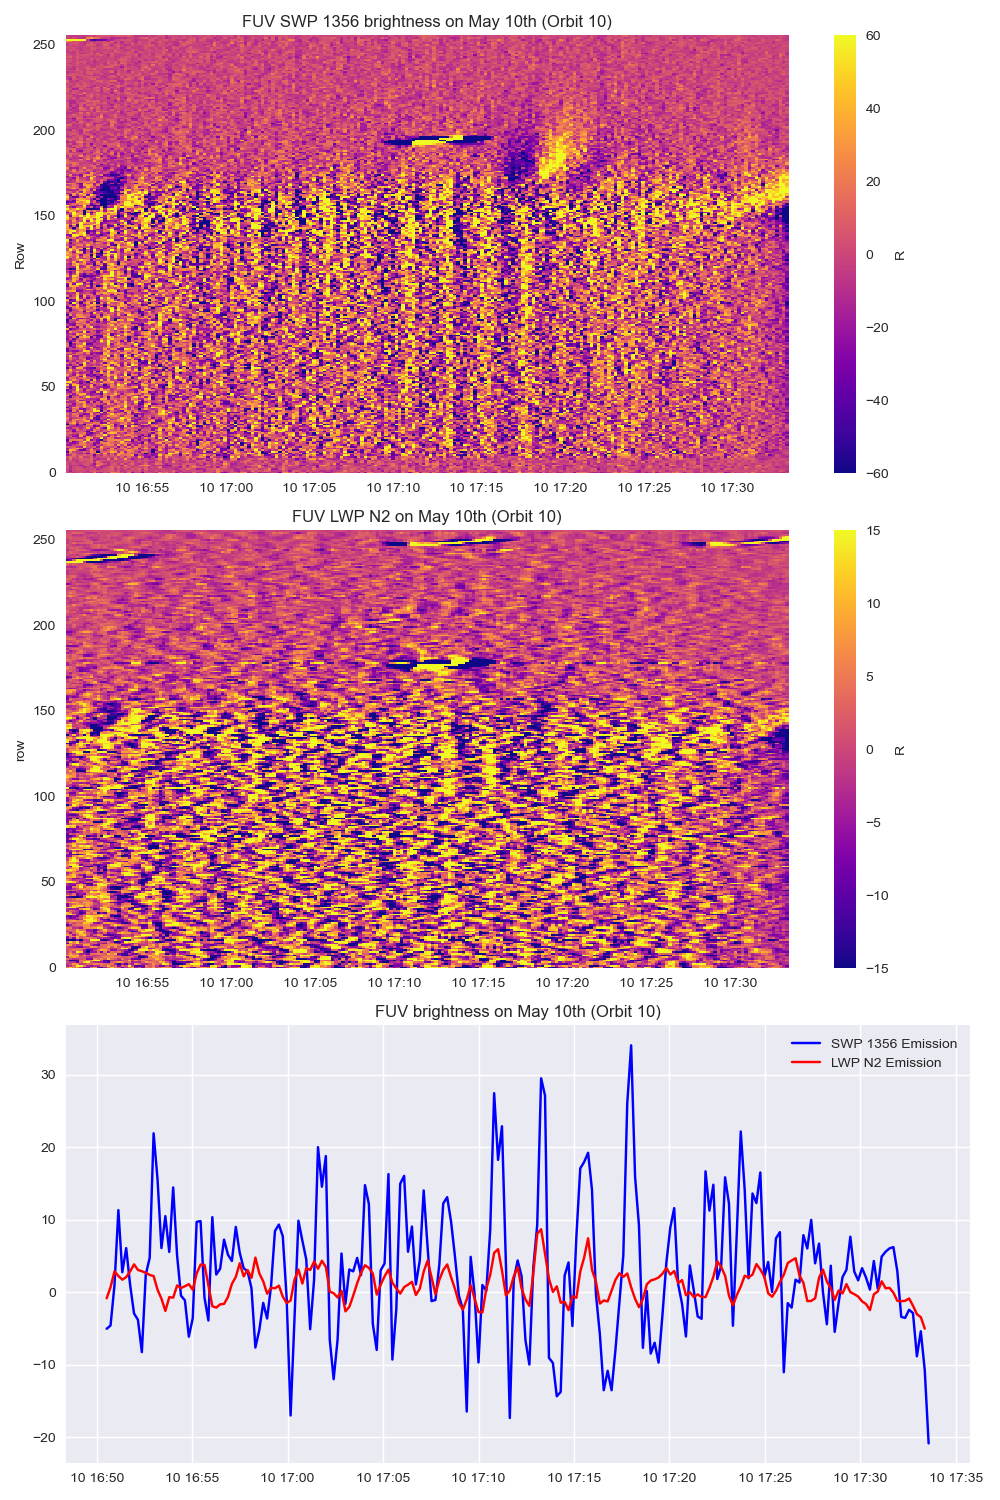 FUV SWP 1356 brightness on May 10th (Orbit 10)
250
200
150
100
50
0
Row
10 16:55 10 17:00 10 17:05 10 17:10 10 17:15 10 17:20 10 17:25 10 17:30
60
40
20
0
−20
−40
−60
R
FUV LWP N2 on May 10th (Orbit 10)
250
200
150
100
50
0
row
10 16:55 10 17:00 10 17:05 10 17:10 10 17:15 10 17:20 10 17:25 10 17:30
15
10
5
0
−5
−10
−15
R
FUV brightness on May 10th (Orbit 10)
SWP 1356 Emission
LWP N2 Emission
30
20
10
0
−10
−20
10 16:50 10 16:55 10 17:00 10 17:05 10 17:10 10 17:15 10 17:20 10 17:25 10 17:30 10 17:35